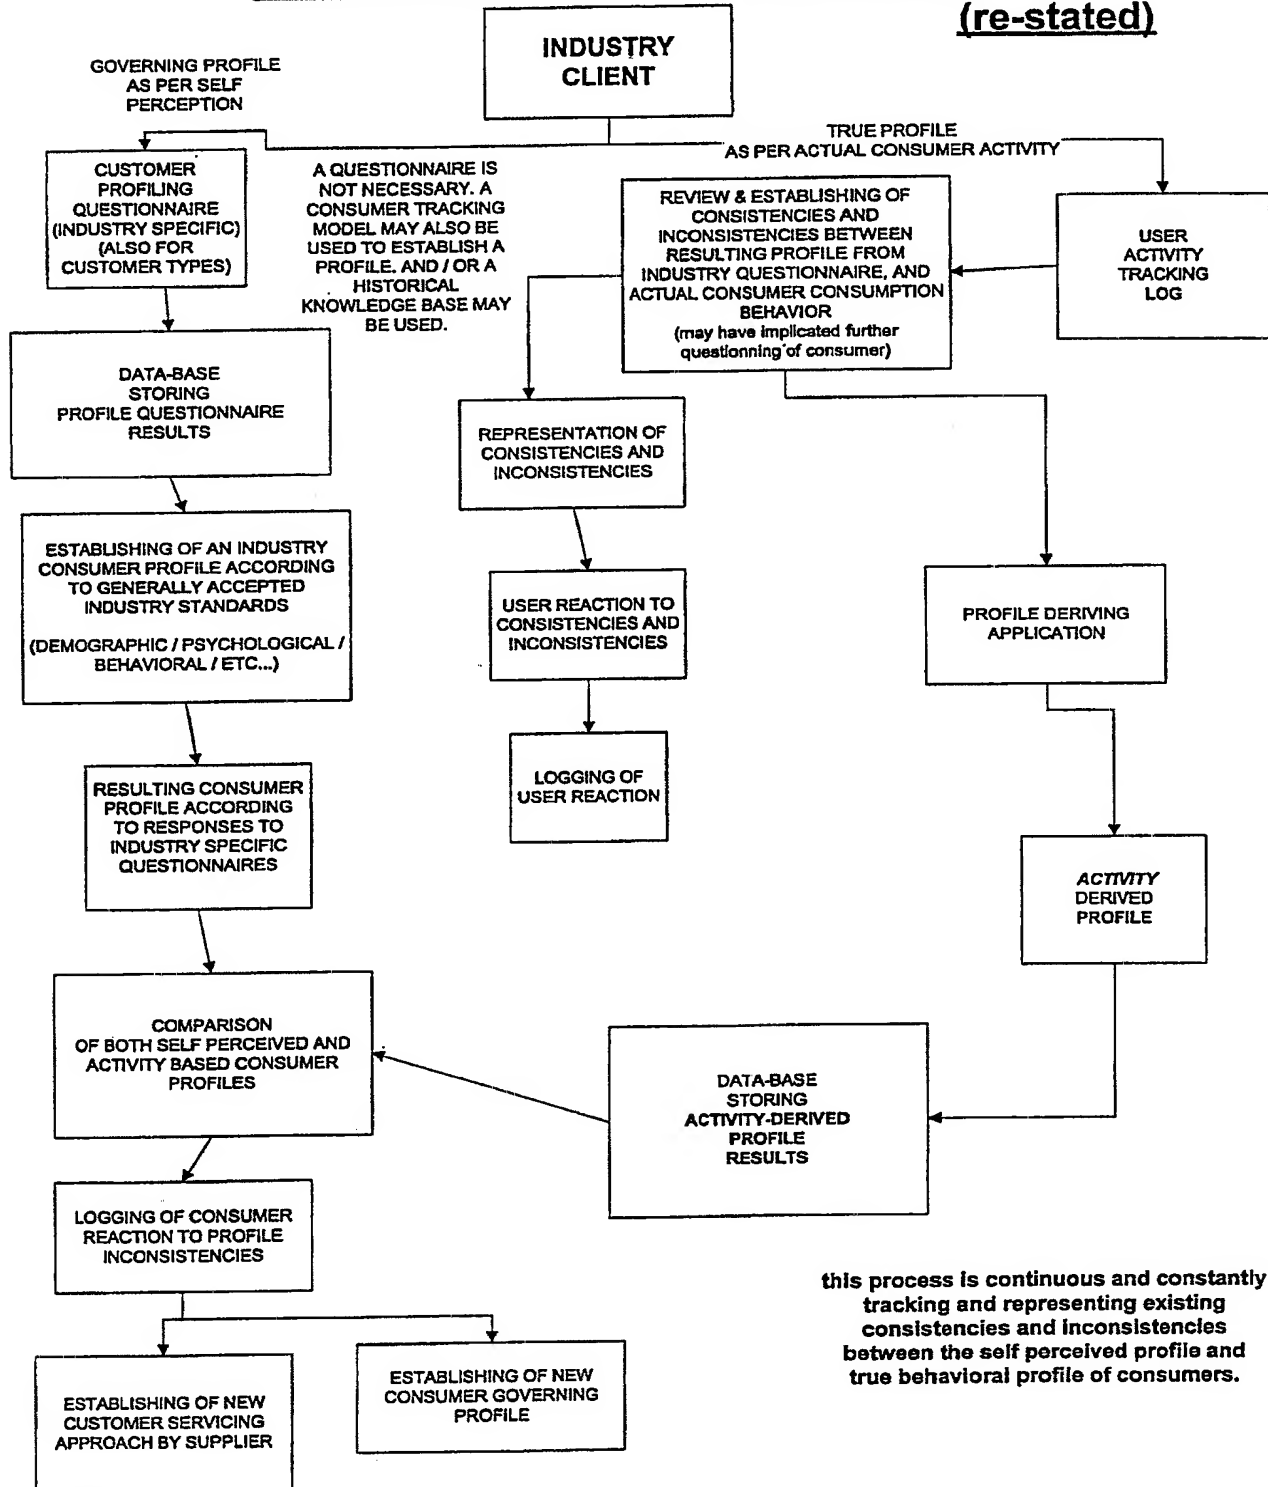 (re-stated)
INDUSTRY
CLIENT
GOVERNING PROFILE
AS PER SELF
PERCEPTION
TRUE PROFILE
AS PER ACTUAL CONSUMER ACTIVITY
CUSTOMER
PROFILING
QUESTIONNAIRE
(INDUSTRY SPECIFIC)
(ALSO FOR
CUSTOMER TYPES)
A QUESTIONNAIRE IS
NOT NECESSARY. A
CONSUMER TRACKING
MODEL MAY ALSO BE
USED TO ESTABLISH A
PROFILE. AND / OR A
HISTORICAL
KNOWLEDGE BASE MAY
BE USED.
REVIEW & ESTABLISHING OF
CONSISTENCIES AND
INCONSISTENCIES BETWEEN
RESULTING PROFILE FROM
INDUSTRY QUESTIONNAIRE, AND
ACTUAL CONSUMER CONSUMPTION
BEHAVIOR
(may have implicated further
questionning of consumer)
USER
ACTIVITY
TRACKING
LOG
DATA-BASE
STORING
PROFILE QUESTIONNAIRE
RESULTS
REPRESENTATION OF
CONSISTENCIES AND
INCONSISTENCIES
ESTABLISHING OF AN INDUSTRY
CONSUMER PROFILE ACCORDING
TO GENERALLY ACCEPTED
INDUSTRY STANDARDS
(DEMOGRAPHIC / PSYCHOLOGICAL /
BEHAVIORAL / ETC...)
USER REACTION TO
CONSISTENCIES AND
INCONSISTENCIES
PROFILE DERIVING
APPLICATION
RESULTING CONSUMER
PROFILE ACCORDING
TO RESPONSES TO
INDUSTRY SPECIFIC
QUESTIONNAIRES
LOGGING OF
USER REACTION
ACTIVITY
DERIVED
PROFILE
COMPARISON
OF BOTH SELF PERCEIVED AND
ACTIVITY BASED CONSUMER
PROFILES
DATA-BASE
STORING
ACTIVITY-DERIVED
PROFILE
RESULTS
LOGGING OF CONSUMER
REACTION TO PROFILE
INCONSISTENCIES
this process is continuous and constantly
tracking and representing existing
consistencies and inconsistencies
between the self perceived profile and
true behavioral profile of consumers.
ESTABLISHING OF NEW
CUSTOMER SERVICING
APPROACH BY SUPPLIER
ESTABLISHING OF NEW
CONSUMER GOVERNING
PROFILE